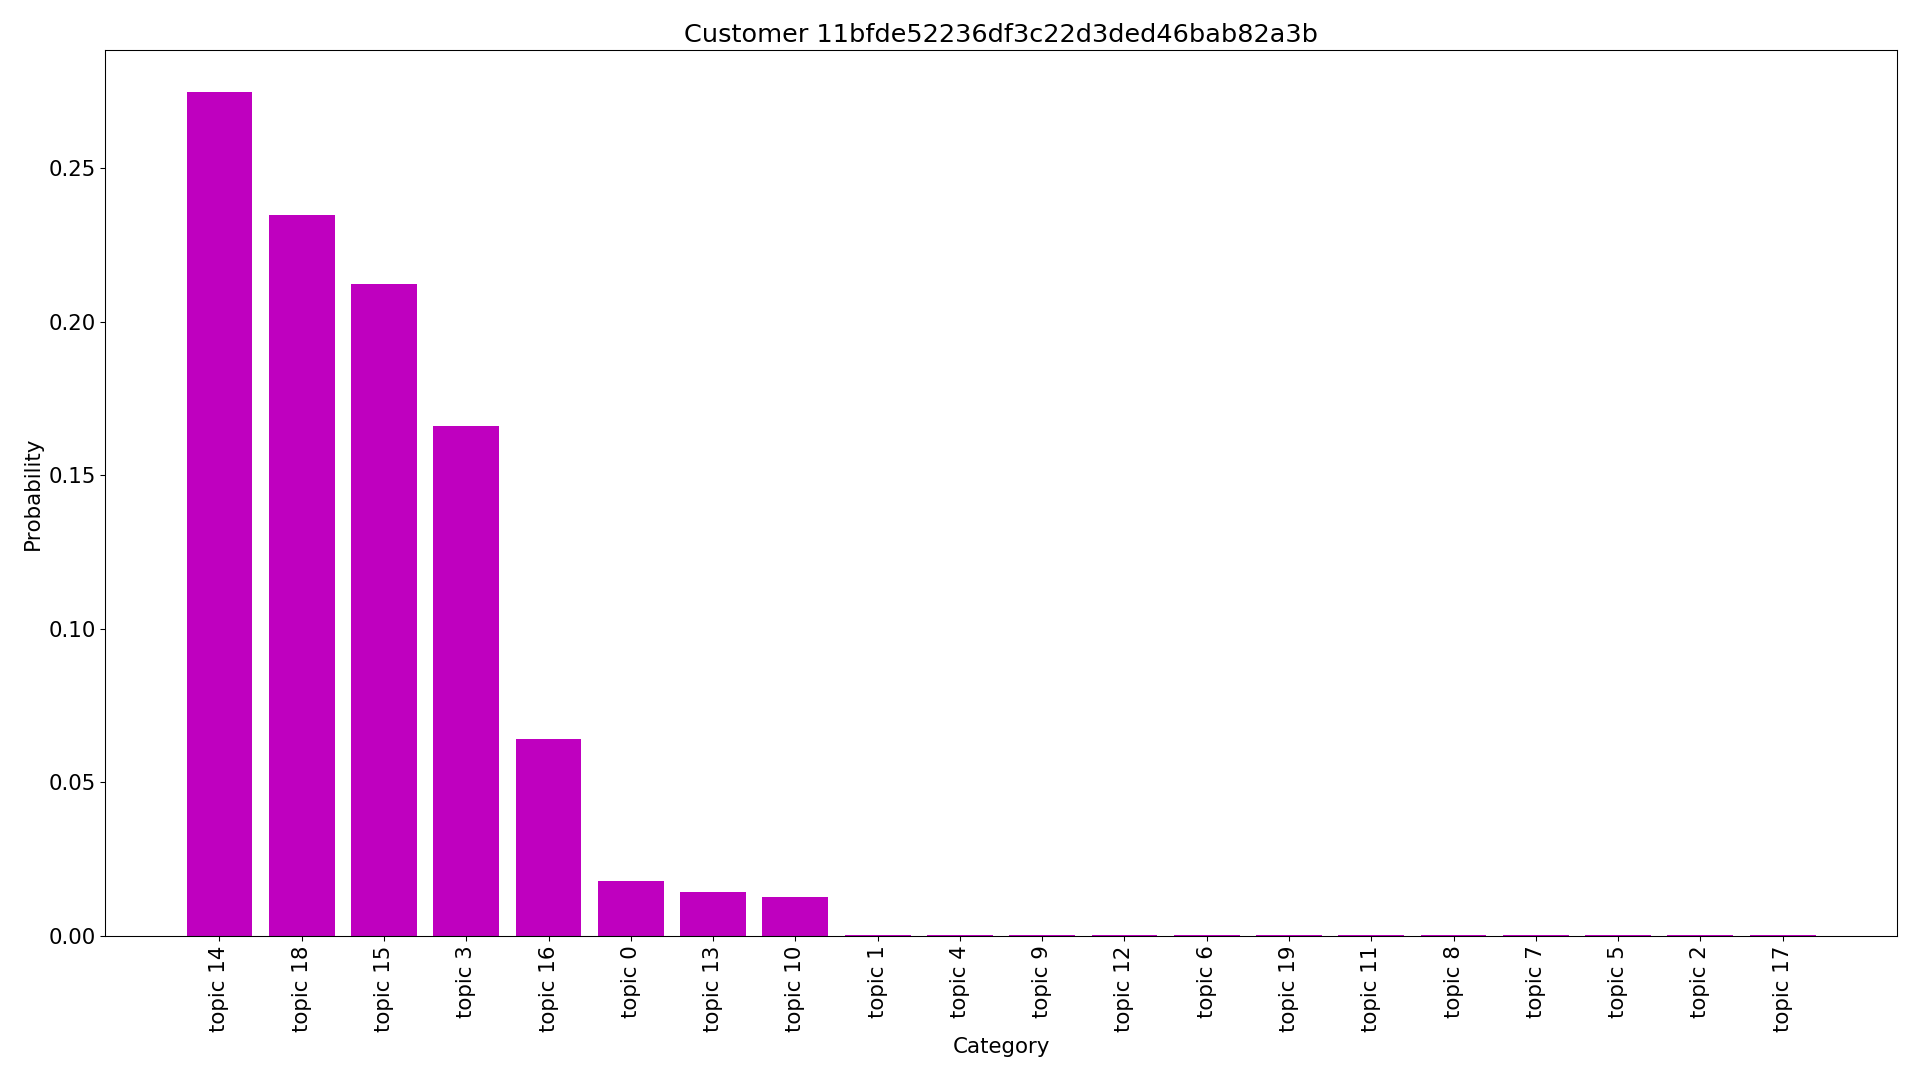 Customer 11bfde52236df3c22d3ded46bab82a3b
Probability
0.25
0.20
0.15
0.10
0.05
0.00
topic 14
topic 18
topic 15
topic 3
topic 16
topic 0
topic 13
topic 10
topic 1
topic 4
topic 9
topic 12
topic 6
topic 19
topic 11
topic 8
topic 7
topic 5
topic 2
topic 17
Category